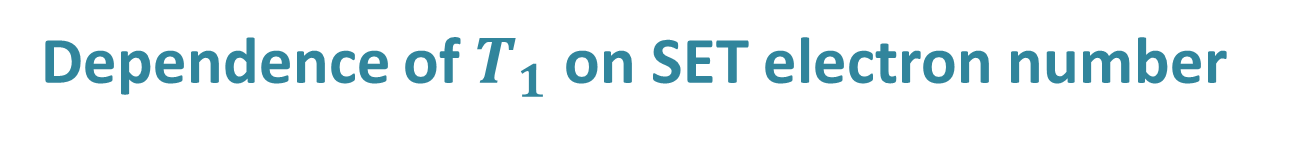 Dependence of T₁ on SET electron number